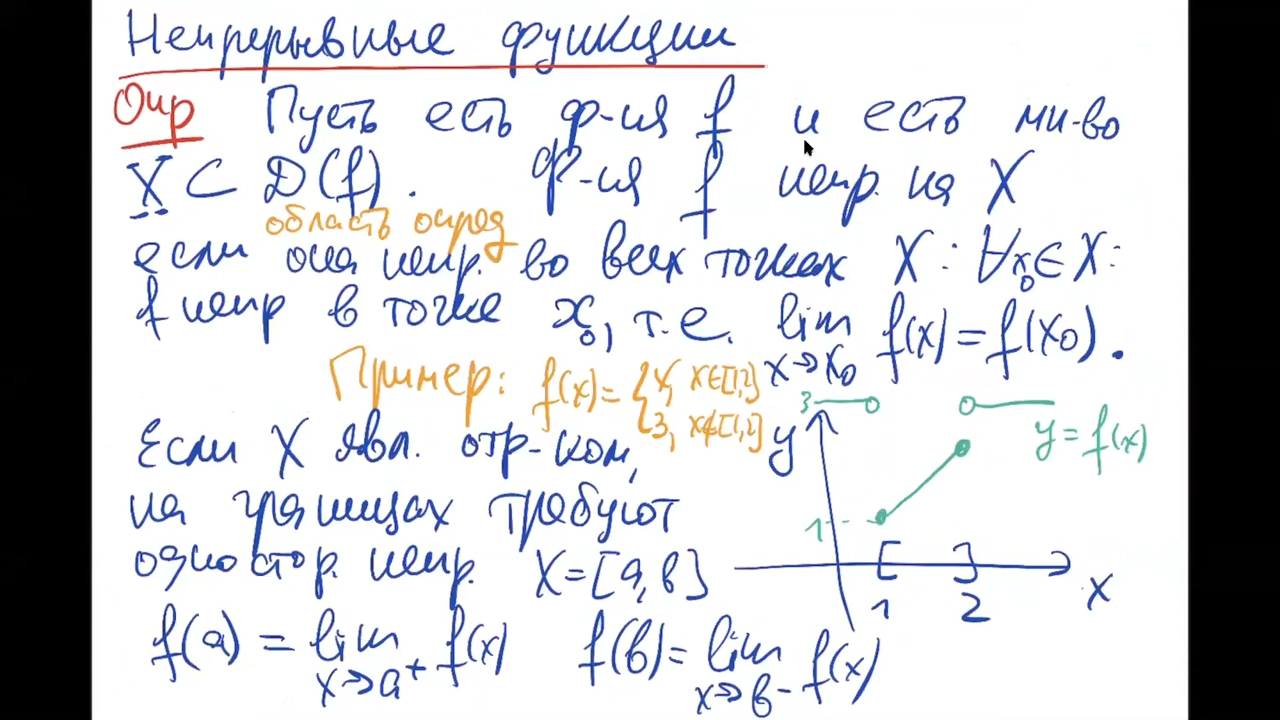 Непрерывные функции
Опр Пусть есть ф-ия f и есть мн-во
X ⊂ D(f). Ф-ия f непр. на X
область опред
если она непр. во всех точках X: ∀x₀∈X:
f непр в точке x₀, т.е. lim f(x) = f(x₀).
x→x₀
Пример: f(x) = { x, x∈[1,2]
3, x∉[1,2]
3
Если X явл. отр-ком,
y
y = f(x)
на границах требуют
1
одностор. непр. X = [a, b]
1 2 x
f(a) = lim f(x) f(b) = lim f(x)
x→a+ x→b-